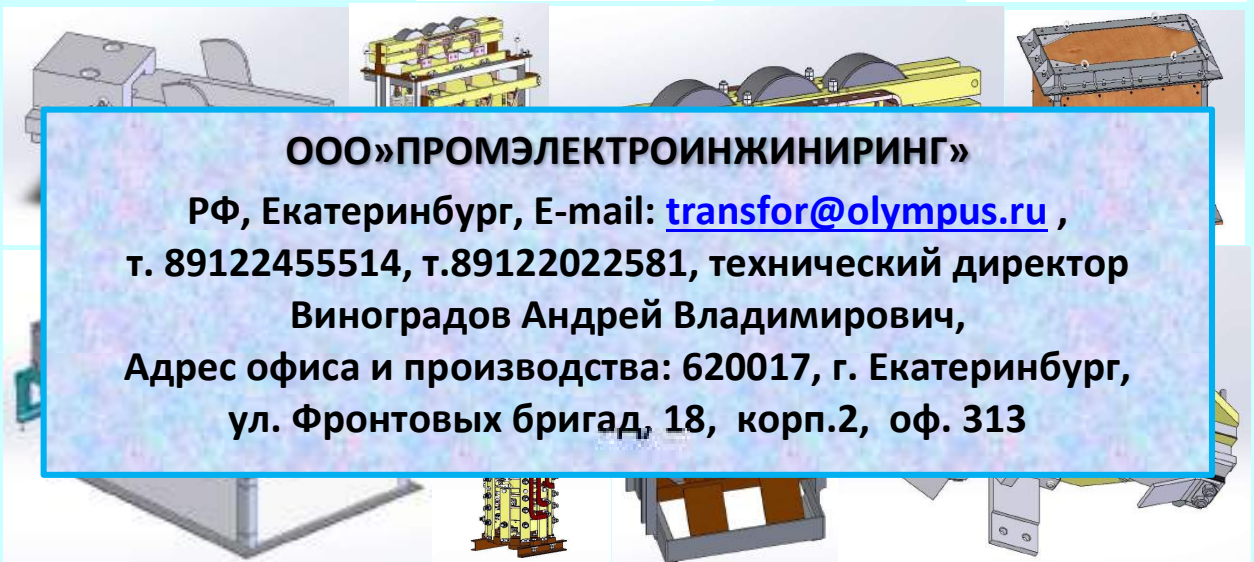 ООО»ПРОМЭЛЕКТРОИНЖИНИРИНГ»
РФ, Екатеринбург, E-mail: transfor@olympus.ru ,
т. 89122455514, т.89122022581, технический директор
Виноградов Андрей Владимирович,
Адрес офиса и производства: 620017, г. Екатеринбург,
ул. Фронтовых бригад, 18, корп.2, оф. 313